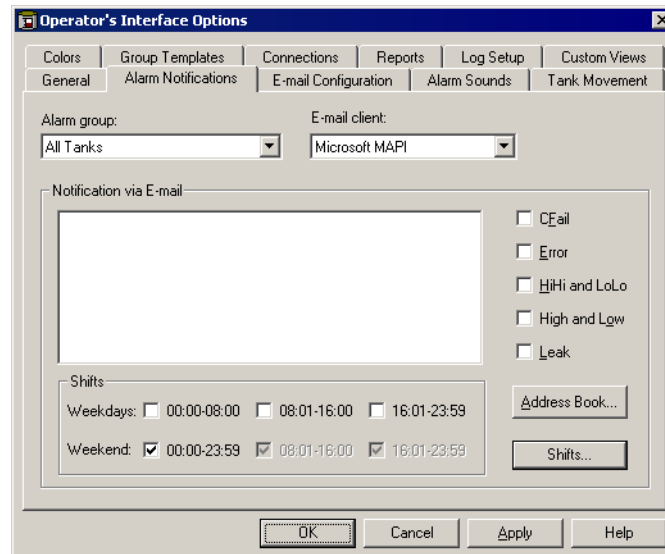 Operator's Interface Options
Colors Group Templates Connections Reports Log Setup Custom Views
General Alarm Notifications E-mail Configuration Alarm Sounds Tank Movement
Alarm group: E-mail client:
All Tanks Microsoft MAPI
Notification via E-mail
CFail
Error
HiHi and LoLo
High and Low
Leak
Shifts
Weekdays: 00:00-08:00 08:01-16:00 16:01-23:59
Address Book...
Weekend: 00:00-23:59 08:01-16:00 16:01-23:59
Shifts...
OK Cancel Apply Help